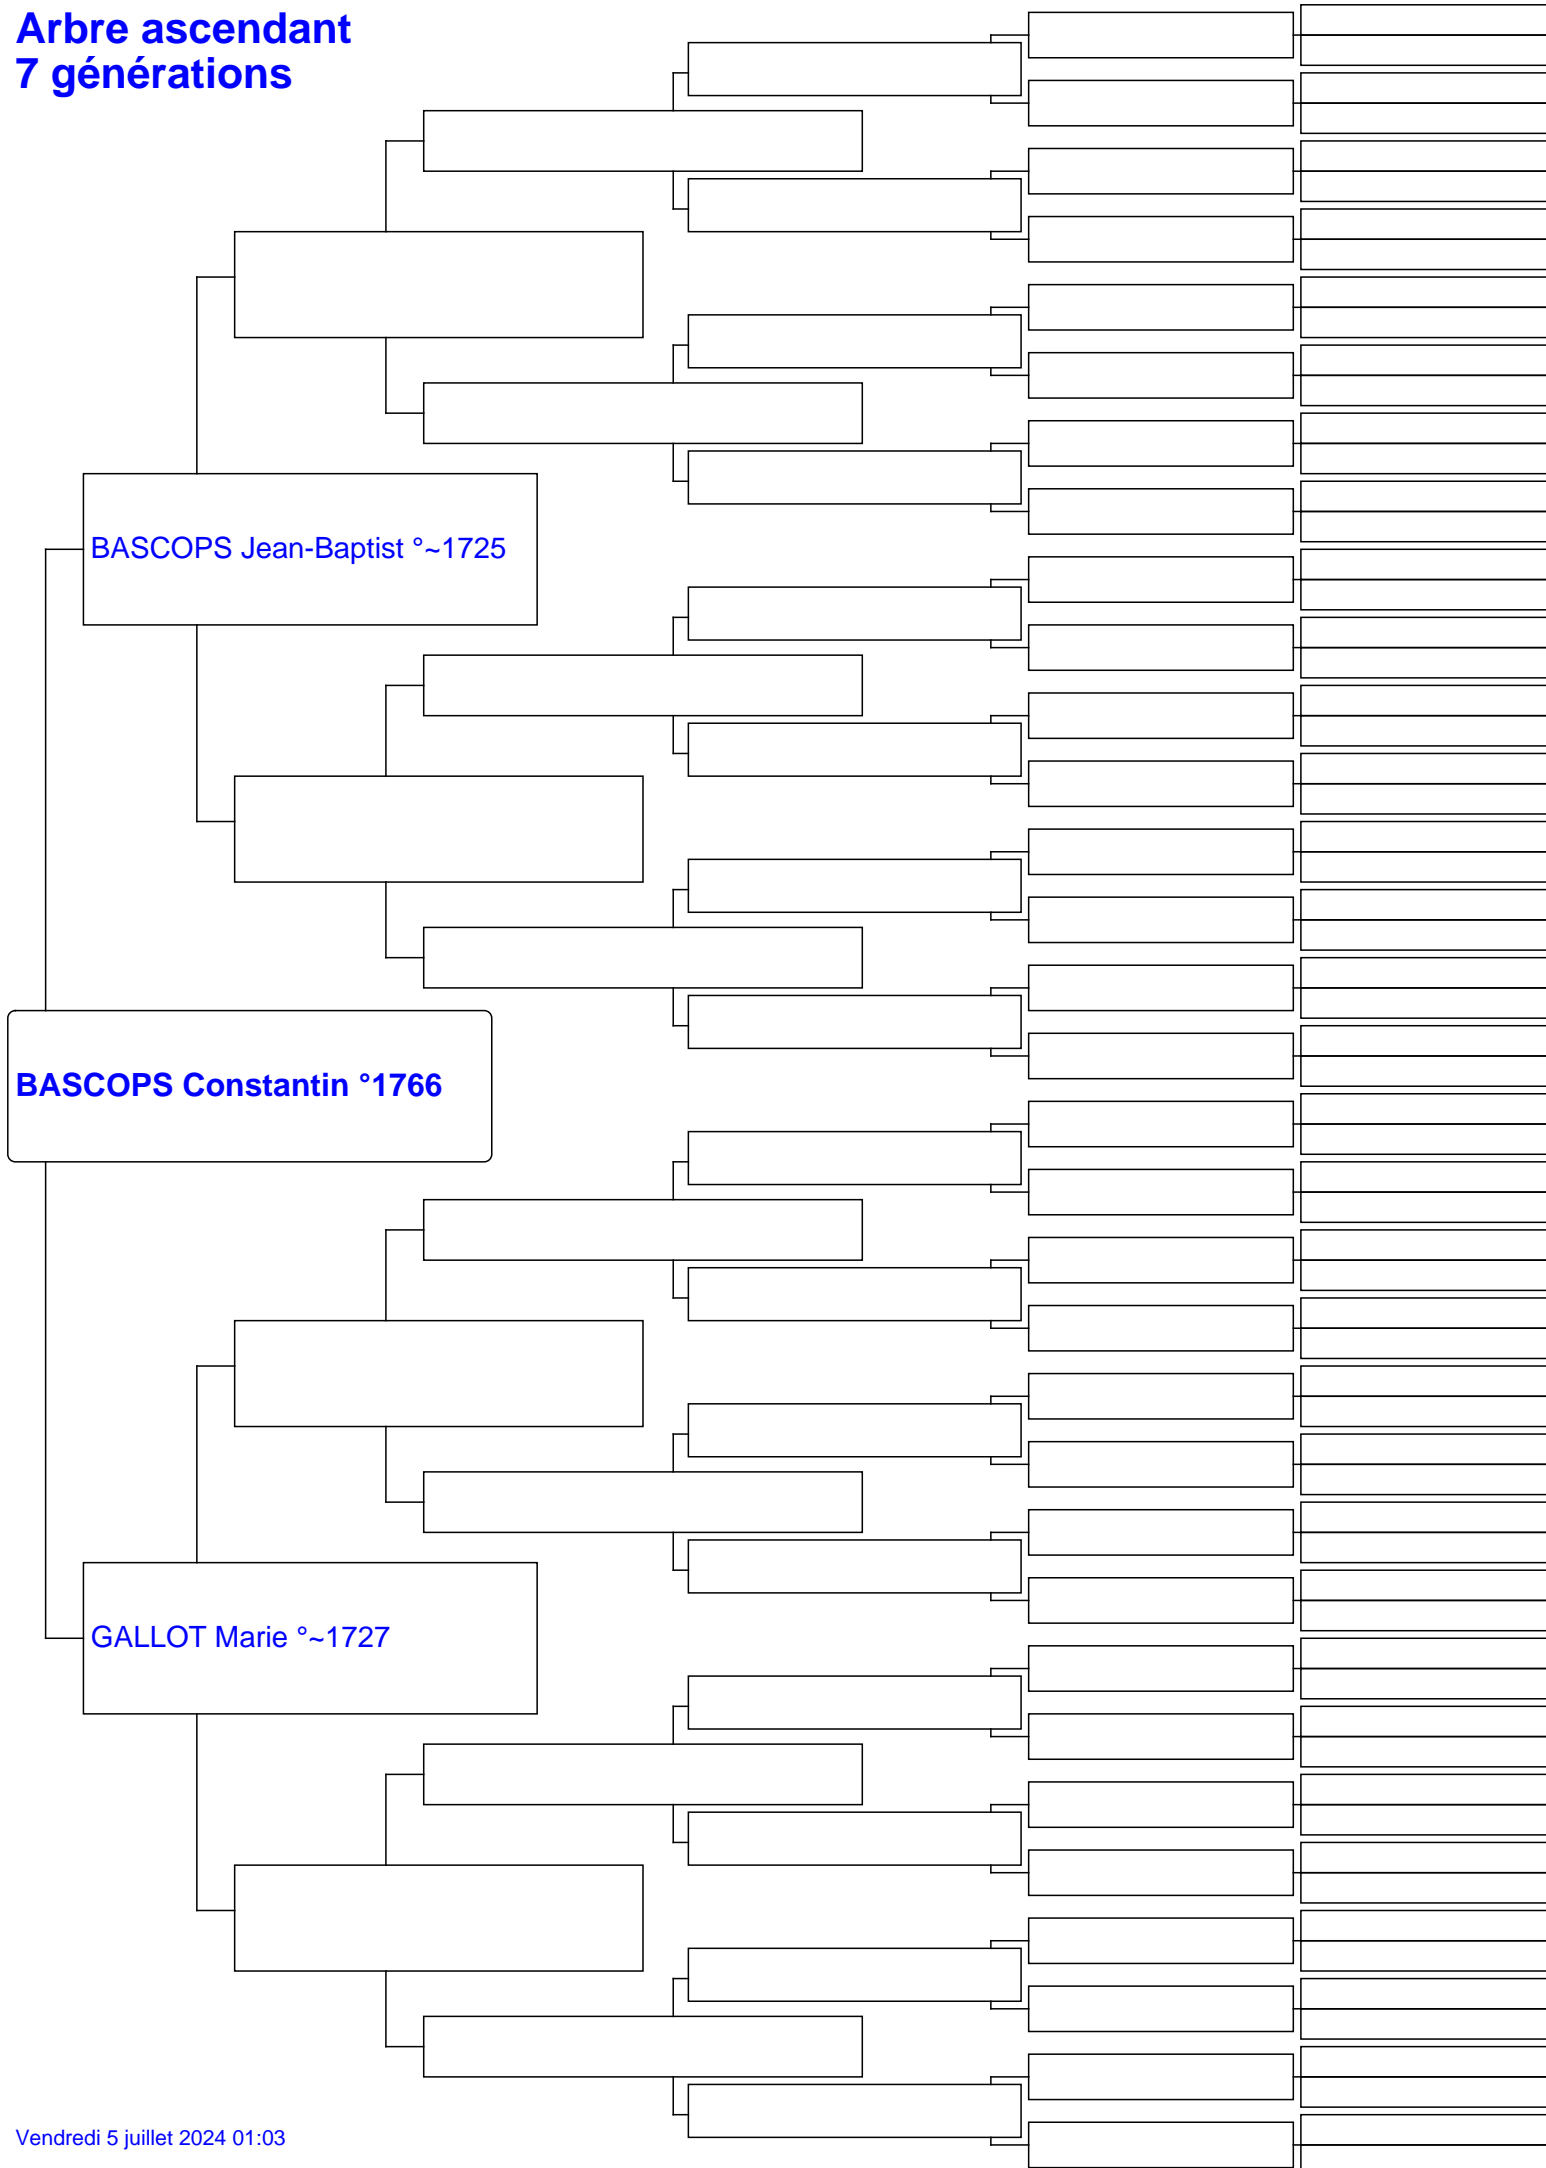 Arbre ascendant
7 générations
BASCOPS Jean-Baptist °~1725
BASCOPS Constantin °1766
GALLOT Marie °~1727
Vendredi 5 juillet 2024 01:03